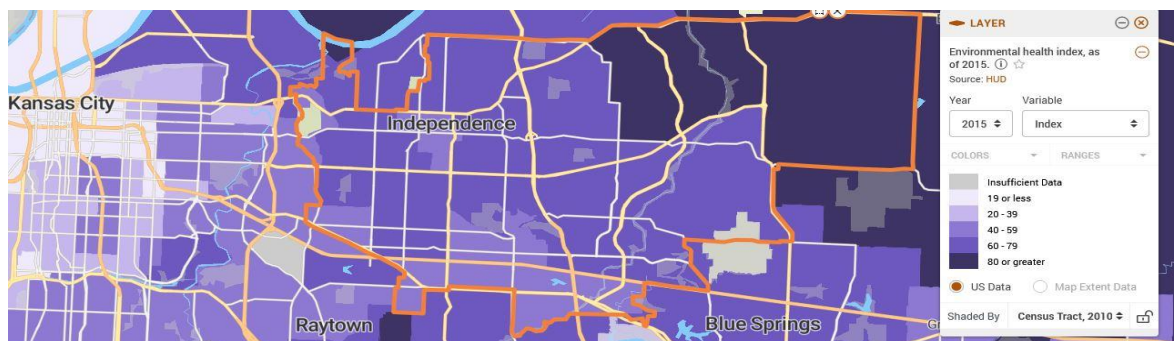 Kansas City
Independence
Raytown
Blue Springs
LAYER
Environmental health index, as
of 2015.
Source: HUD
Year Variable
2015 Index
COLORS RANGES
Insufficient Data
19 or less
20 - 39
40 - 59
60 - 79
80 or greater
US Data Map Extent Data
Shaded By Census Tract, 2010